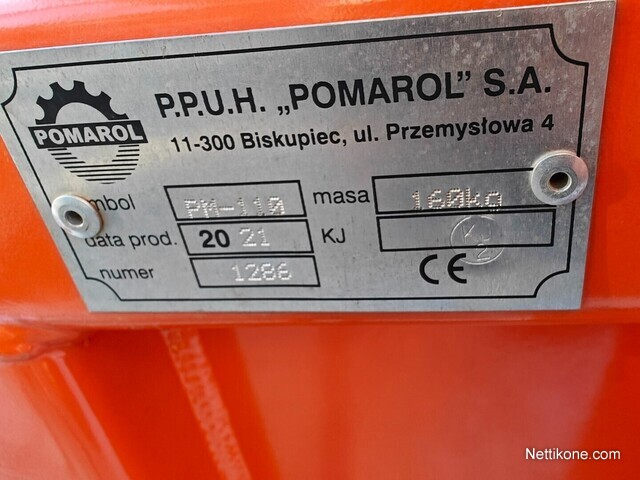 POMAROL
P.P.U.H. „POMAROL” S.A.
11-300 Biskupiec, ul. Przemysłowa 4
mbol PM-110 masa 160kg
data prod. 20 21 KJ
numer 1286 CE
Nettikone.com